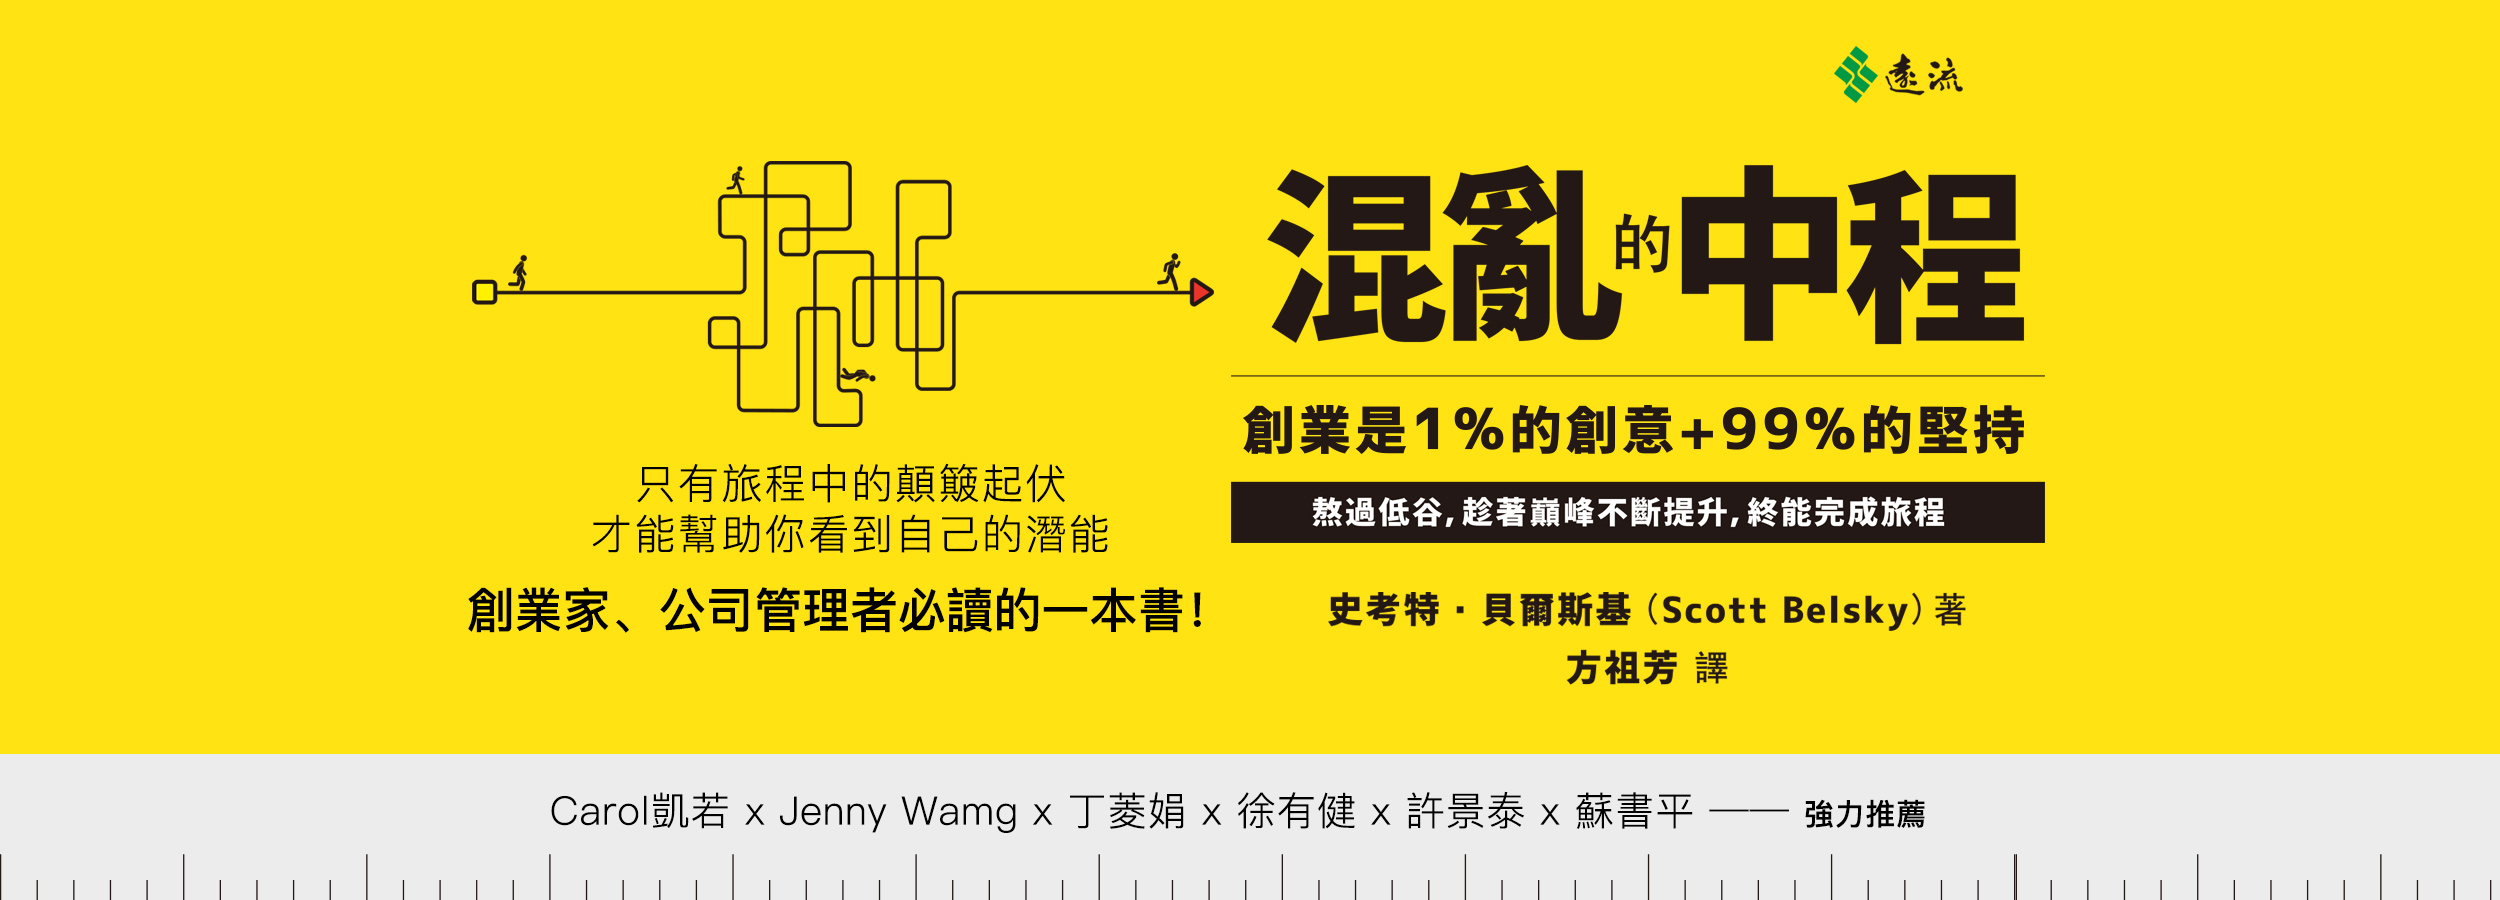 遠流
混亂的中程
創業是1%的創意+99%的堅持
熬過低谷,趁著巔峰不斷提升,終能完成旅程
史考特．貝爾斯基（Scott Belsky）著
方祖芳 譯
只有旅程中的顛簸起伏
才能幫助你看到自己的潛能
創業家、公司管理者必讀的一本書！
Carol凱若 x Jenny Wamg x 丁菱娟 x 徐有健 x 許景泰 x 蘇書平 —— 強力推薦